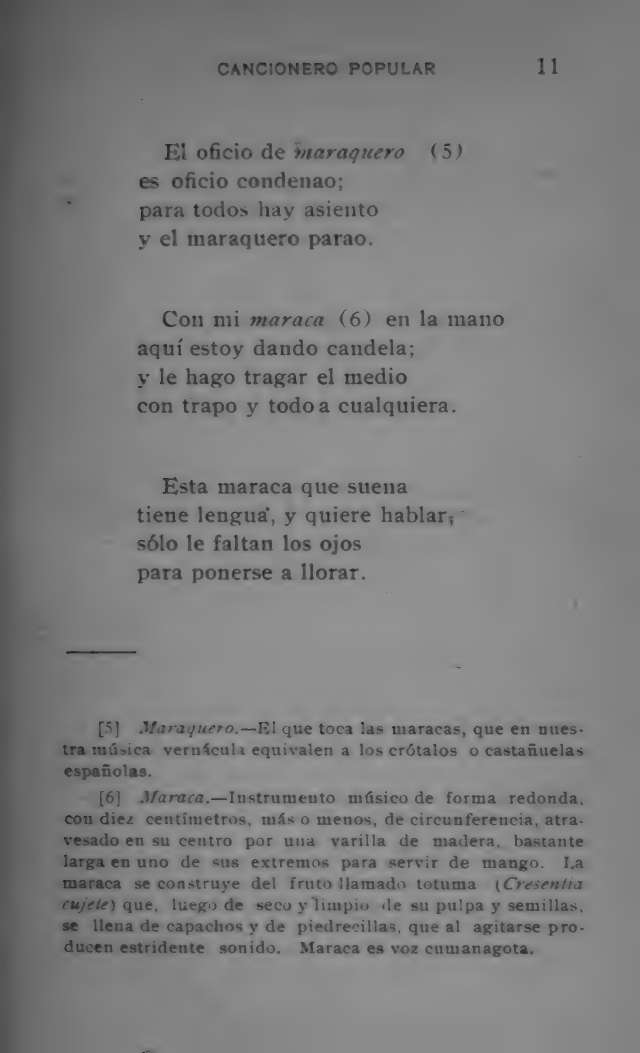 CANCIONERO POPULAR 11
El oficio de maraquero (5)
es oficio condenao;
para todos hay asiento
y el maraquero parao.
Con mi maraca (6) en la mano
aquí estoy dando candela;
y le hago tragar el medio
con trapo y todo a cualquiera.
Esta maraca que suena
tiene lengua, y quiere hablar,
sólo le faltan los ojos
para ponerse a llorar.
[5] Maraquero.—El que toca las maracas, que en nues-
tra música vernácula equivalen a los crótalos o castañuelas
españolas.
[6] Maraca.—Instrumento músico de forma redonda,
con diez centímetros, más o menos, de circunferencia, atra-
vesado en su centro por una varilla de madera, bastante
larga en uno de sus extremos para servir de mango. La
maraca se construye del fruto llamado totuma (Cresentia
cujete) que, luego de seco y limpio de su pulpa y semillas,
se llena de capachos y de piedrecillas, que al agitarse pro-
ducen estridente sonido. Maraca es voz cumanagota.